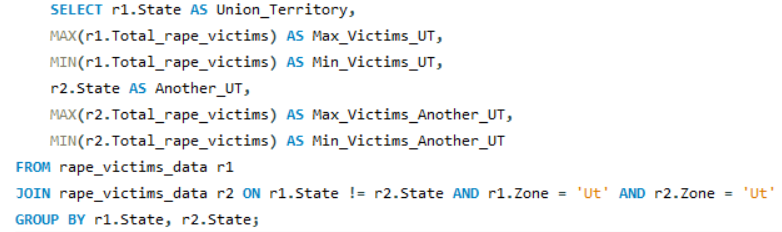 SELECT r1.State AS Union_Territory,
MAX(r1.Total_rape_victims) AS Max_Victims_UT,
MIN(r1.Total_rape_victims) AS Min_Victims_UT,
r2.State AS Another_UT,
MAX(r2.Total_rape_victims) AS Max_Victims_Another_UT,
MIN(r2.Total_rape_victims) AS Min_Victims_Another_UT
FROM rape_victims_data r1
JOIN rape_victims_data r2 ON r1.State != r2.State AND r1.Zone = 'Ut' AND r2.Zone = 'Ut'
GROUP BY r1.State, r2.State;